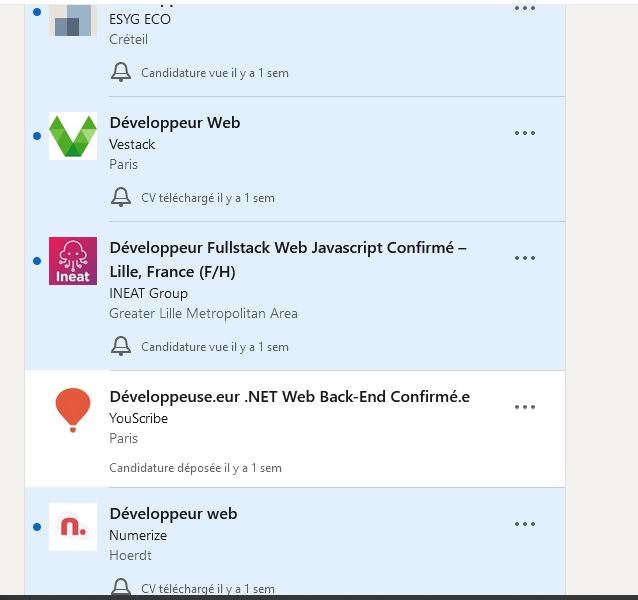 ESYG ECO
Créteil
Candidature vue il y a 1 sem
Développeur Web
Vestack
Paris
CV téléchargé il y a 1 sem
Développeur Fullstack Web Javascript Confirmé –
Lille, France (F/H)
Ineat
INEAT Group
Greater Lille Metropolitan Area
Candidature vue il y a 1 sem
Développeuse.eur .NET Web Back-End Confirmé.e
YouScribe
Paris
Candidature déposée il y a 1 sem
Développeur web
n.
Numerize
Hoerdt
CV téléchargé il y a 1 sem